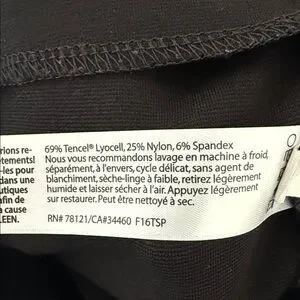 rions re-
69% Tencel® Lyocell, 25% Nylon, 6% Spandex
etements!
Nous vous recommandons lavage en machine à froid,
-les pour
séparément, à l'envers, cycle délicat, sans agent de
dans une
blanchiment, sèche-linge à faible, retirez légèrement
utiques
humide et laisser sécher à l'air. Appuyez légèrement
afin de
sur restaurer. Peut être nettoyé à sec.
à cause
LEEN.
RN# 78121/CA#34460 F16TSP